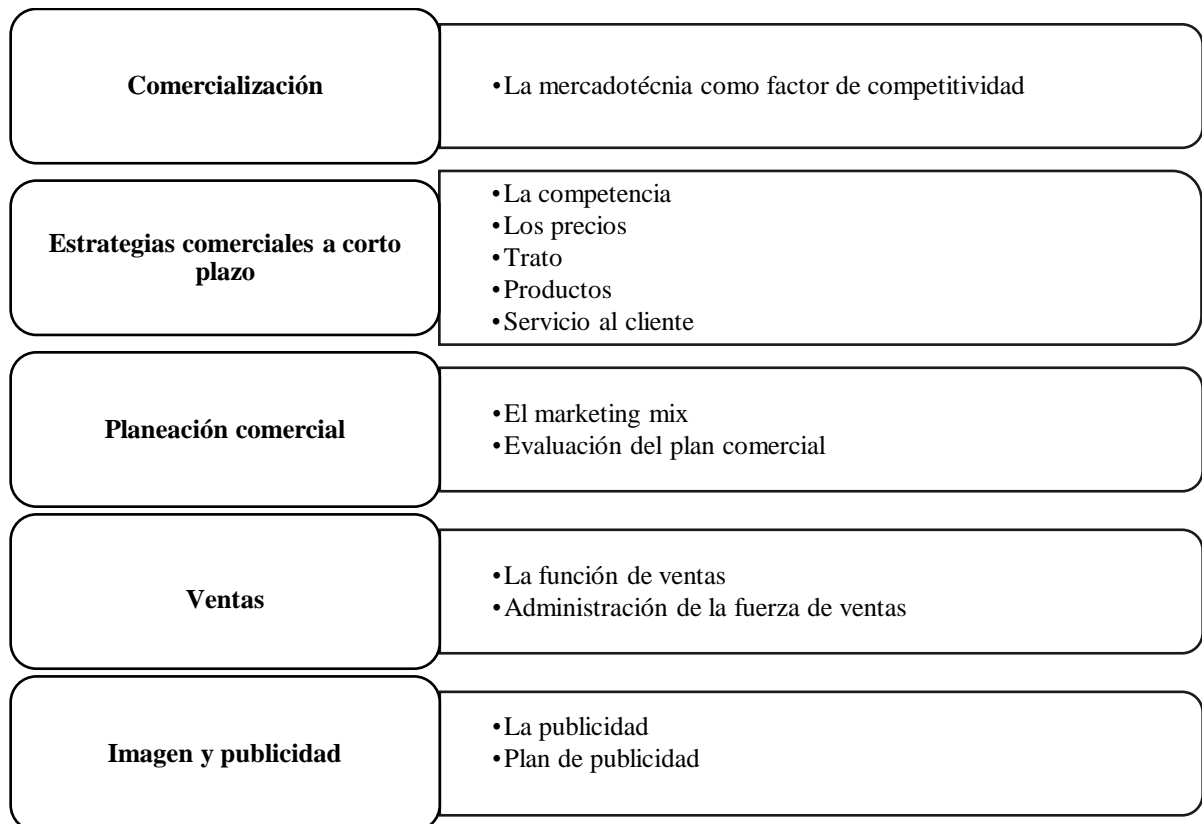 Comercialización
•La mercadotécnia como factor de competitividad
Estrategias comerciales a corto
plazo
•La competencia
•Los precios
•Trato
•Productos
•Servicio al cliente
Planeación comercial
•El marketing mix
•Evaluación del plan comercial
Ventas
•La función de ventas
•Administración de la fuerza de ventas
Imagen y publicidad
•La publicidad
•Plan de publicidad